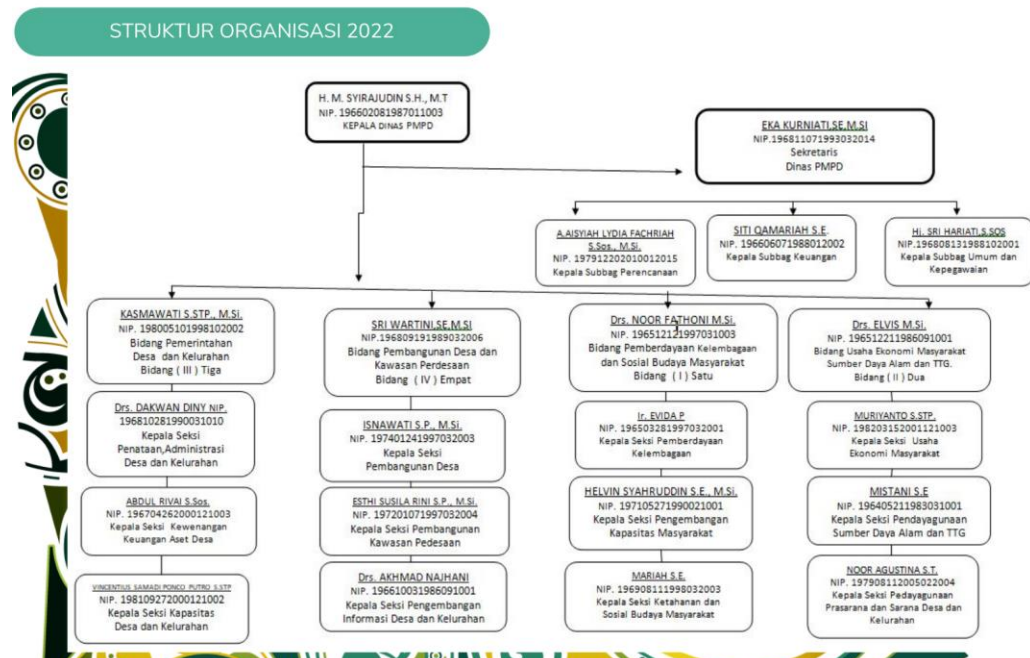 STRUKTUR ORGANISASI 2022
H. M. SYIRAJUDIN S.H., M.T
NIP. 196602081987011003
KEPALA DINAS PMPD
EKA KURNIATI,SE,M,SI
NIP.196811071993032014
Sekretaris
Dinas PMPD
A.AISYIAH LYDIA FACHRIAH
S.Sos., M.Si.
NIP. 197912202010012015
Kepala Subbag Perencanaan
SITI QAMARIAH S.E.
NIP. 196606071988012002
Kepala Subbag Keuangan
Hj. SRI HARIATI,S.SOS
NIP.196808131988102001
Kepala Subbag Umum dan
Kepegawaian
KASMAWATI S.STP., M.Si.
NIP. 198005101998102002
Bidang Pemerintahan
Desa dan Kelurahan
Bidang ( III ) Tiga
Drs. DAKWAN DINY NIP.
196810281990031010
Kepala Seksi
Penataan,Administrasi
Desa dan Kelurahan
ABDUL RIVAI S.Sos.
NIP. 196704262000121003
Kepala Seksi Kewenangan
Keuangan Aset Desa
VINCENTIUS SAMADI PONCO PUTRO S.STP
NIP. 198109272000121002
Kepala Seksi Kapasitas
Desa dan Kelurahan
SRI WARTINI,SE,M,SI
NIP.196809191989032006
Bidang Pembangunan Desa dan
Kawasan Perdesaan
Bidang ( IV ) Empat
ISNAWATI S.P., M.Si.
NIP. 197401241997032003
Kepala Seksi
Pembangunan Desa
ESTHI SUSILA RINI S.P., M.Si.
NIP. 197201071997032004
Kepala Seksi Pembangunan
Kawasan Pedesaan
Drs. AKHMAD NAJHANI
NIP. 196610031986091001
Kepala Seksi Pengembangan
Informasi Desa dan Kelurahan
Drs. NOOR FATHONI M.Si.
NIP. 196512121997031003
Bidang Pemberdayaan Kelembagaan
dan Sosial Budaya Masyarakat
Bidang ( I ) Satu
Ir. EVIDA P
NIP. 196503281997032001
Kepala Seksi Pemberdayaan
Kelembagaan
HELVIN SYAHRUDDIN S.E., M.Si.
NIP. 197105271990021001
Kepala Seksi Pengembangan
Kapasitas Masyarakat
MARIAH S.E.
NIP. 196908111998032003
Kepala Seksi Ketahanan dan
Sosial Budaya Masyarakat
Drs. ELVIS M.Si.
NIP. 196512211986091001
Bidang Usaha Ekonomi Masyarakat
Sumber Daya Alam dan TTG.
Bidang ( II ) Dua
MURIYANTO S.STP.
NIP. 198203152001121003
Kepala Seksi Usaha
Ekonomi Masyarakat
MISTANI S.E
NIP. 196405211983031001
Kepala Seksi Pendayagunaan
Sumber Daya Alam dan TTG
NOOR AGUSTINA S.T.
NIP. 197908112005022004
Kepala Seksi Pedayagunaan
Prasarana dan Sarana Desa dan
Kelurahan